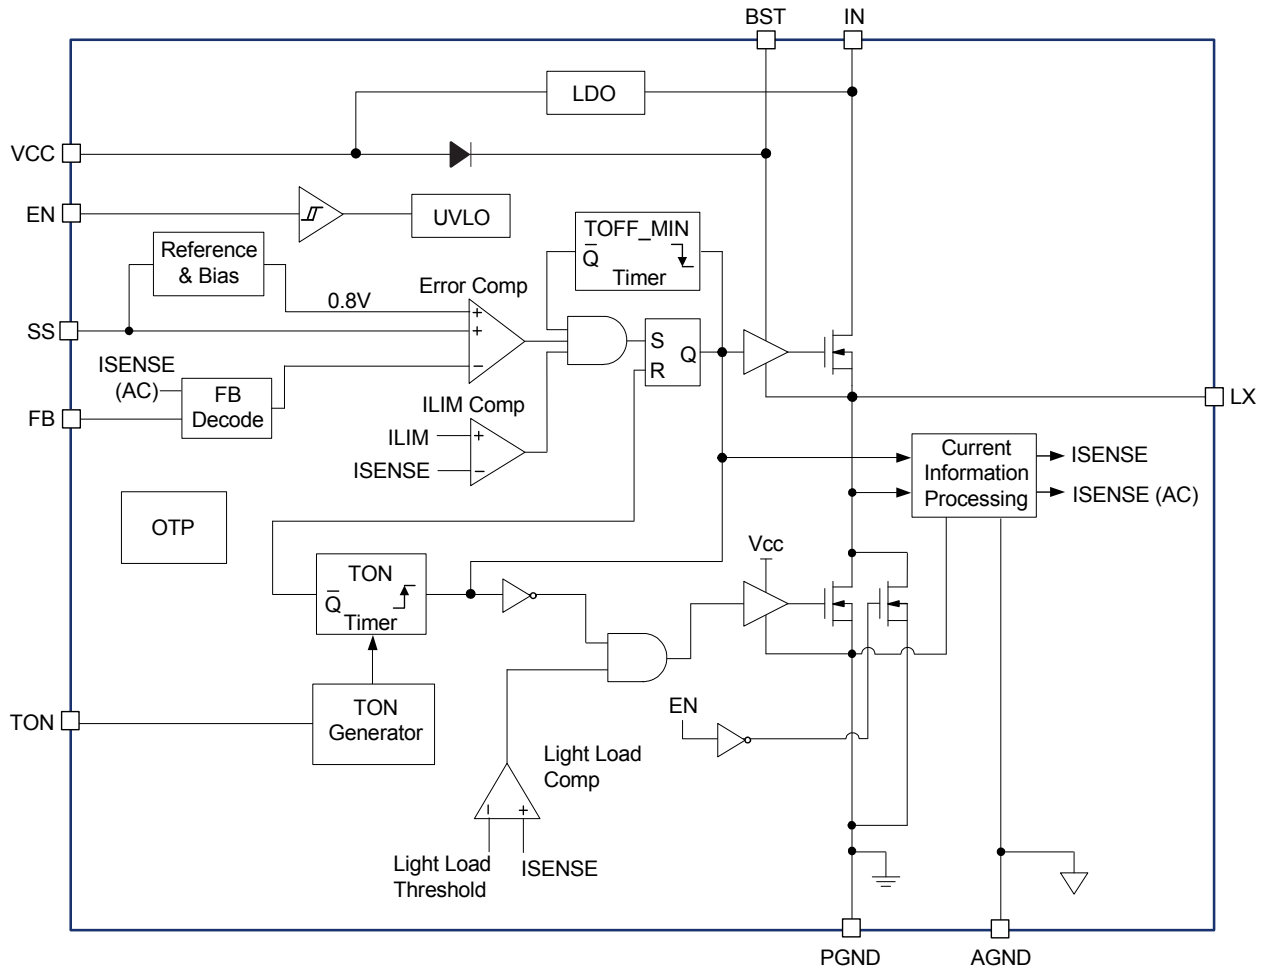 BST
IN
LDO
VCC
EN
UVLO
TOFF_MIN
Q
Timer
Reference
& Bias
0.8V
Error Comp
+
+
−
SS
S
R
Q
ISENSE
(AC)
FB
Decode
FB
ILIM Comp
ILIM
+
ISENSE
−
LX
Current
Information
Processing
ISENSE
ISENSE (AC)
OTP
TON
Q
Timer
Vcc
TON
TON
Generator
EN
Light Load
Comp
−
+
Light Load
Threshold
ISENSE
PGND
AGND